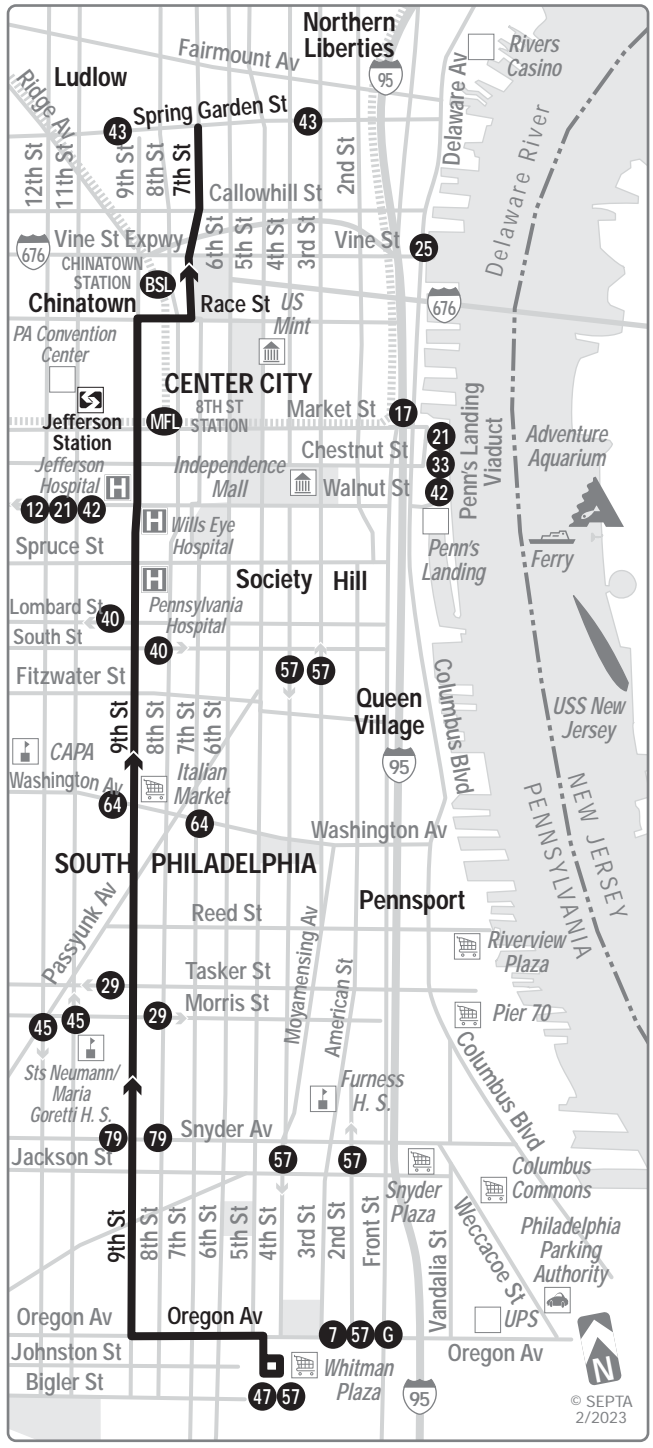 Northern
Liberties
Fairmount Av
Rivers
Casino
Ludlow
95
Delaware Av
Ridge Av
Spring Garden St
43
43
12th St
11th St
9th St
8th St
7th St
2nd St
Delaware River
Callowhill St
676
Vine St Expwy
6th St
5th St
4th St
3rd St
Vine St
25
CHINATOWN
STATION
BSL
Chinatown
Race St
US
Mint
676
PA Convention
Center
CENTER CITY
Jefferson
Station
MFL
8TH ST
STATION
Market St
17
Penn's Landing
Viaduct
Chestnut St
21
33
Adventure
Aquarium
Jefferson
Hospital
H
Independence
Mall
Walnut St
42
12
21
42
H
Wills Eye
Hospital
Penn's
Landing
Ferry
Spruce St
H
Society Hill
Pennsylvania
Hospital
Lombard St
40
South St
40
57
57
Fitzwater St
Columbus Blvd
USS New
Jersey
Queen
Village
9th St
8th St
7th St
6th St
CAPA
95
Washington Av
Italian
Market
64
64
Washington Av
NEW JERSEY
PENNSYLVANIA
SOUTH PHILADELPHIA
Pennsport
Passyunk Av
Reed St
Moyamensing Av
American St
Riverview
Plaza
Tasker St
29
Morris St
29
45
45
Pier 70
Sts Neumann/
Maria
Goretti H. S.
Furness
H. S.
Columbus Blvd
79
79
Snyder Av
Jackson St
57
57
Snyder
Plaza
Columbus
Commons
9th St
8th St
7th St
6th St
5th St
4th St
3rd St
2nd St
Front St
Vandalia St
Weccacoe St
Philadelphia
Parking
Authority
UPS
Oregon Av
Oregon Av
7
57
G
Oregon Av
Johnston St
Whitman
Plaza
Bigler St
47
57
95
N
© SEPTA
2/2023